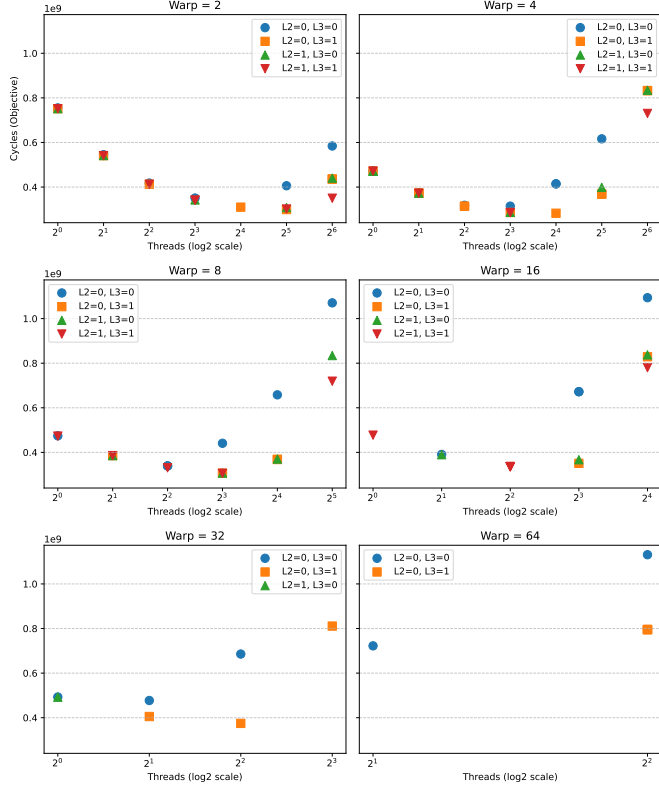 Warp = 2
Warp = 4
1e9
L2=0, L3=0
L2=0, L3=1
L2=1, L3=0
L2=1, L3=1
L2=0, L3=0
L2=0, L3=1
L2=1, L3=0
L2=1, L3=1
Cycles (Objective)
1.0
0.8
0.6
0.4
2^0 2^1 2^2 2^3 2^4 2^5 2^6
2^0 2^1 2^2 2^3 2^4 2^5 2^6
Threads (log2 scale)
Threads (log2 scale)
Warp = 8
Warp = 16
1e9
L2=0, L3=0
L2=0, L3=1
L2=1, L3=0
L2=1, L3=1
L2=0, L3=0
L2=0, L3=1
L2=1, L3=0
L2=1, L3=1
1.0
0.8
0.6
0.4
2^0 2^1 2^2 2^3 2^4 2^5
2^0 2^1 2^2 2^3 2^4
Threads (log2 scale)
Threads (log2 scale)
Warp = 32
Warp = 64
1e9
L2=0, L3=0
L2=0, L3=1
L2=1, L3=0
L2=0, L3=0
L2=0, L3=1
1.0
0.8
0.6
0.4
2^0 2^1 2^2 2^3
2^1 2^2
Threads (log2 scale)
Threads (log2 scale)